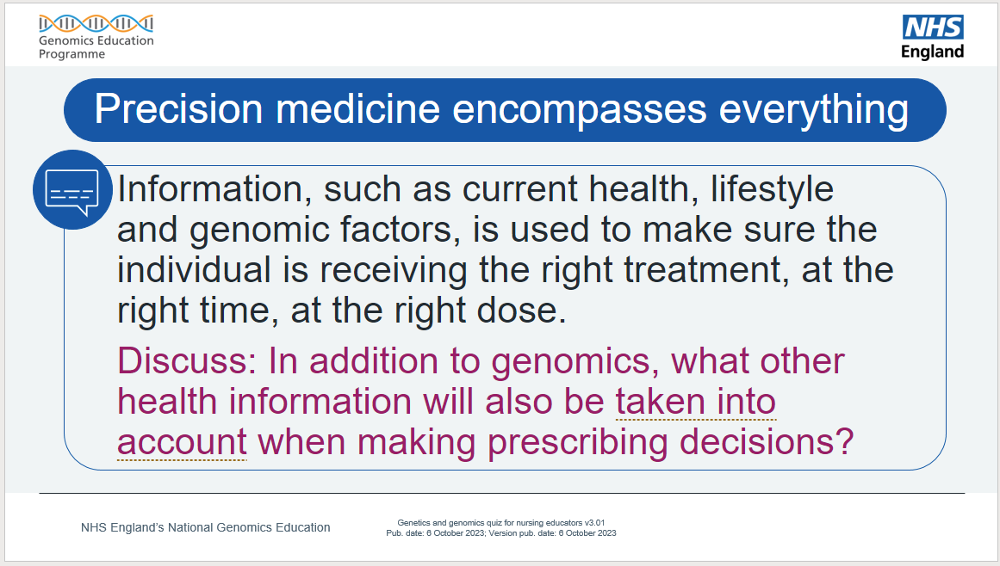 Genomics Education
Programme
NHS
England
Precision medicine encompasses everything
Information, such as current health, lifestyle
and genomic factors, is used to make sure the
individual is receiving the right treatment, at the
right time, at the right dose.
Discuss: In addition to genomics, what other
health information will also be taken into
account when making prescribing decisions?
NHS England’s National Genomics Education
Genetics and genomics quiz for nursing educators v3.01
Pub. date: 6 October 2023; Version pub. date: 6 October 2023